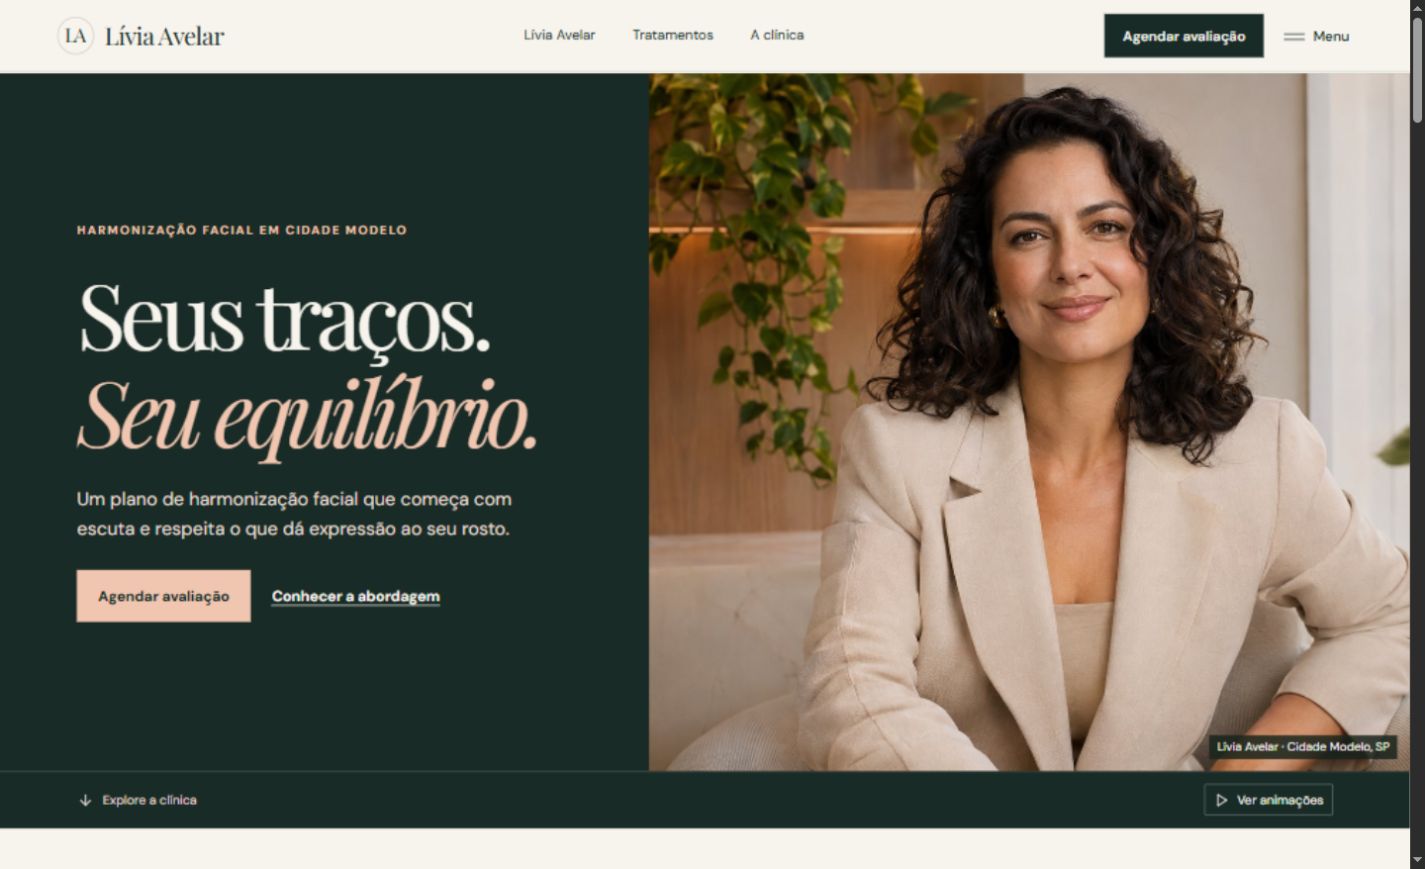 LA Lívia Avelar
Lívia Avelar
Tratamentos
A clínica
Agendar avaliação
Menu
HARMONIZAÇÃO FACIAL EM CIDADE MODELO
Seus traços.
Seu equilíbrio.
Um plano de harmonização facial que começa com
escuta e respeita o que dá expressão ao seu rosto.
Agendar avaliação
Conhecer a abordagem
Lívia Avelar · Cidade Modelo, SP
Explore a clínica
Ver animações